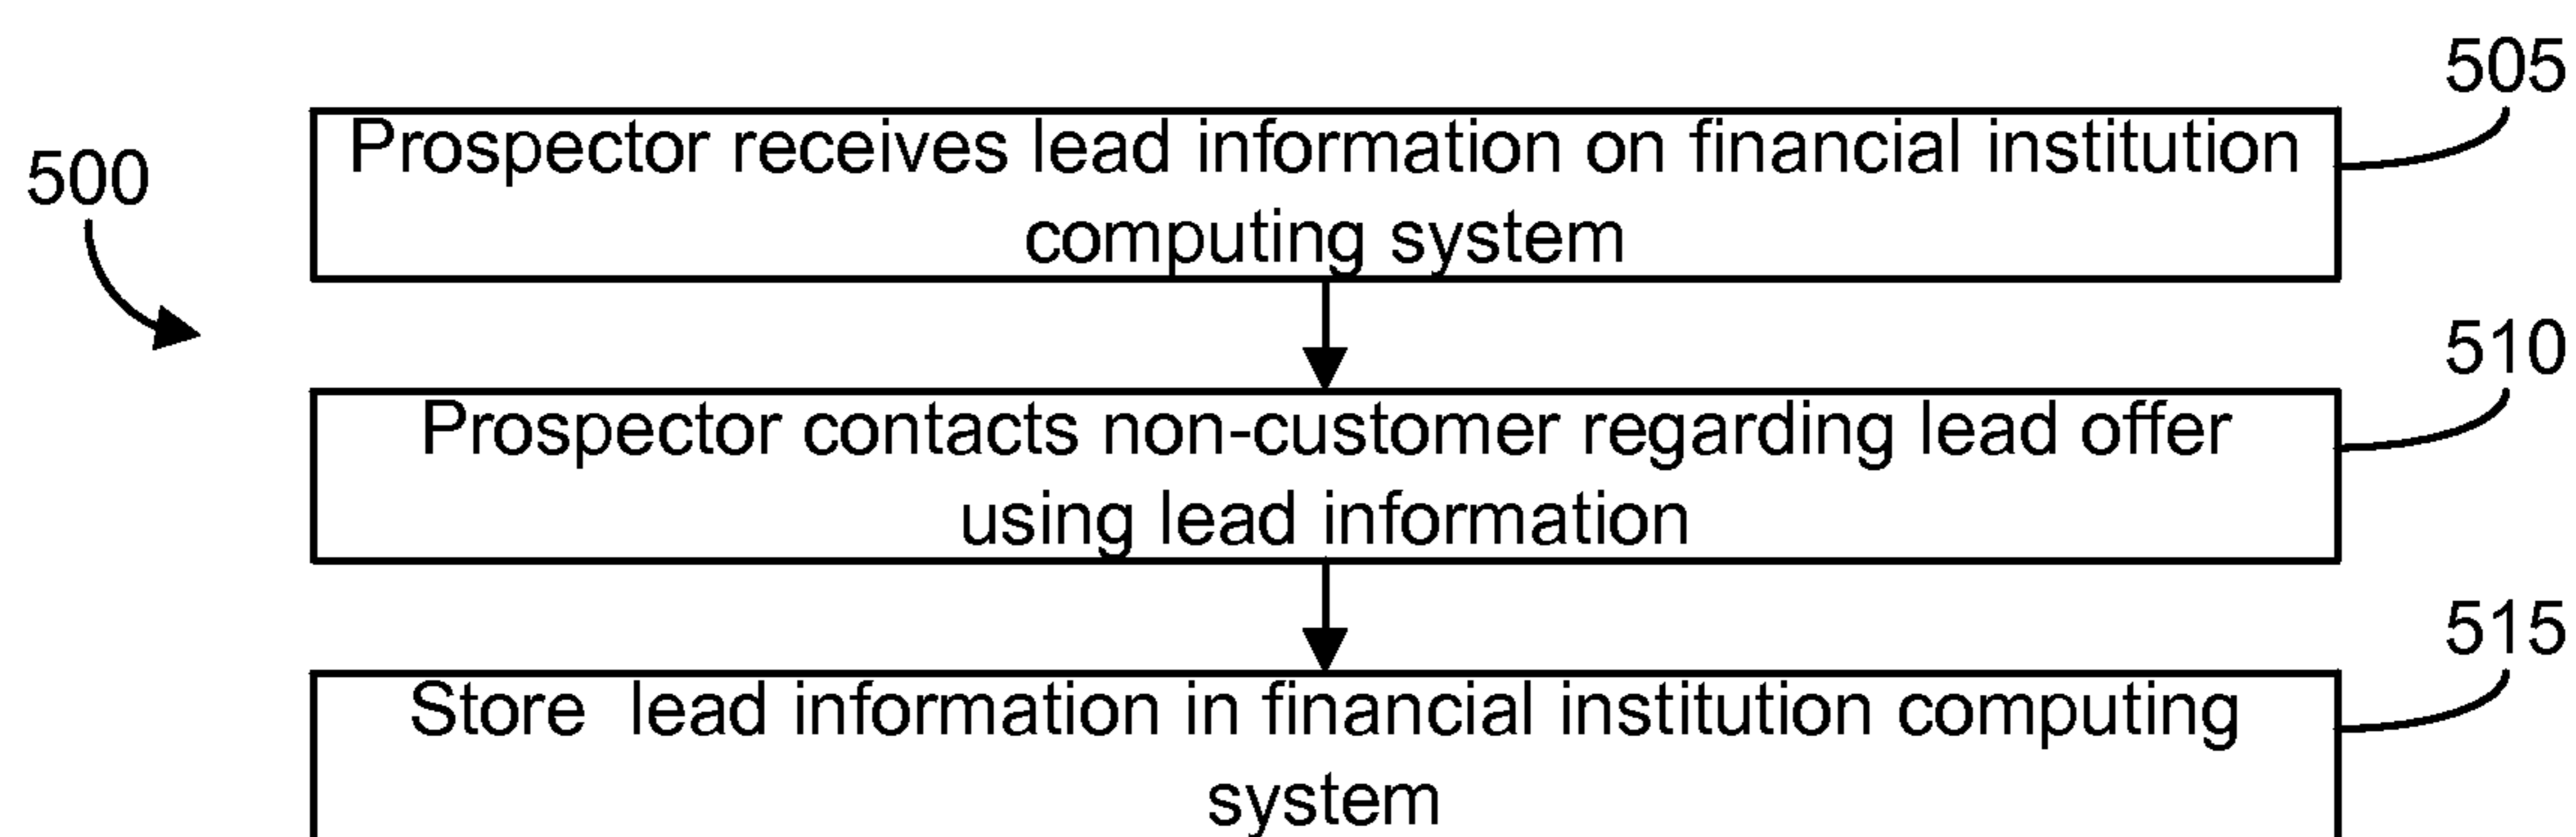 505
Prospector receives lead information on financial institution
computing system
500
510
Prospector contacts non-customer regarding lead offer
using lead information
515
Store  lead information in financial institution computing
system